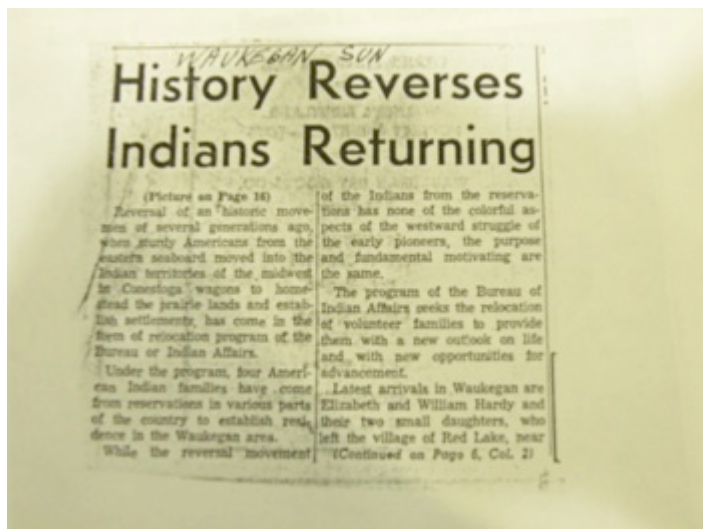 WAUKEGAN SUN
History Reverses
Indians Returning
(Picture on Page 16)
Reversal of an historic move-
men of several generations ago,
when sturdy Americans from the
eastern seaboard moved into the
Indian territories of the midwest
in Conestoga wagons to home-
stead the prairie lands and estab-
lish settlements, has come in the
form of relocation program of the
Bureau or Indian Affairs.
Under the program, four Ameri-
can Indian families have come
from reservations in various parts
of the country to establish resi-
dence in the Waukegan area.
While the reversal movement
of the Indians from the reserva-
tions has none of the colorful as-
pects of the westward struggle of
the early pioneers, the purpose
and fundamental motivating are
the same.
The program of the Bureau of
Indian Affairs seeks the relocation
of volunteer families to provide
them with a new outlook on life
and with new opportunities for
advancement.
Latest arrivals in Waukegan are
Elizabeth and William Hardy and
their two small daughters, who
left the village of Red Lake, near
(Continued on Page 6, Col. 2)